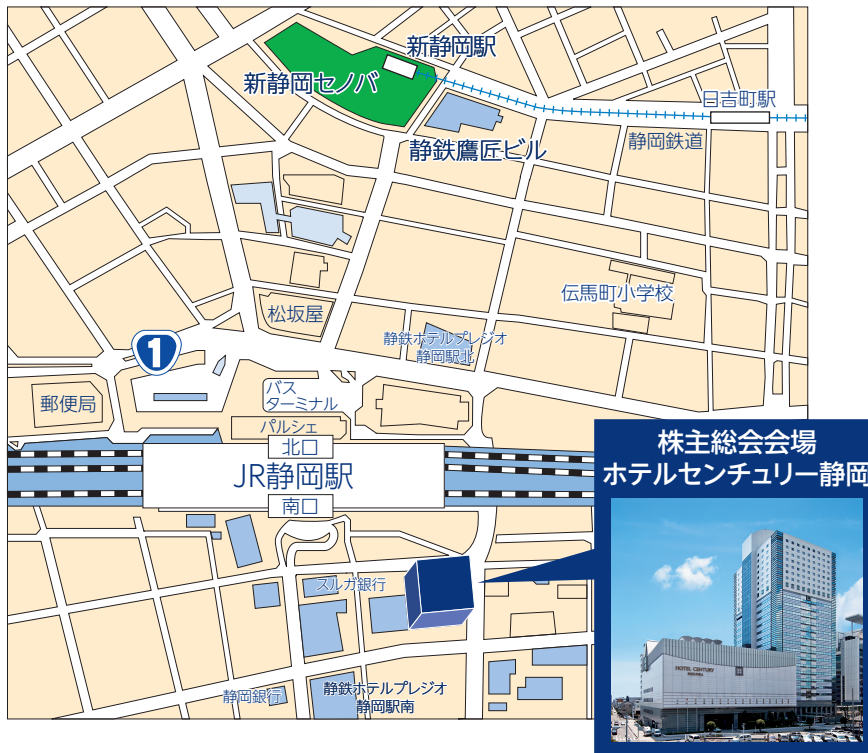 新静岡駅
新静岡セノバ
日吉町駅
静岡鉄道
静鉄鷹匠ビル
伝馬町小学校
松坂屋
静鉄ホテルプレジオ
静岡駅北
1
郵便局
バス
ターミナル
パルシェ
北口
JR静岡駅
南口
株主総会会場
ホテルセンチュリー静岡
HOTEL CENTURY
スルガ銀行
静岡銀行
静鉄ホテルプレジオ
静岡駅南